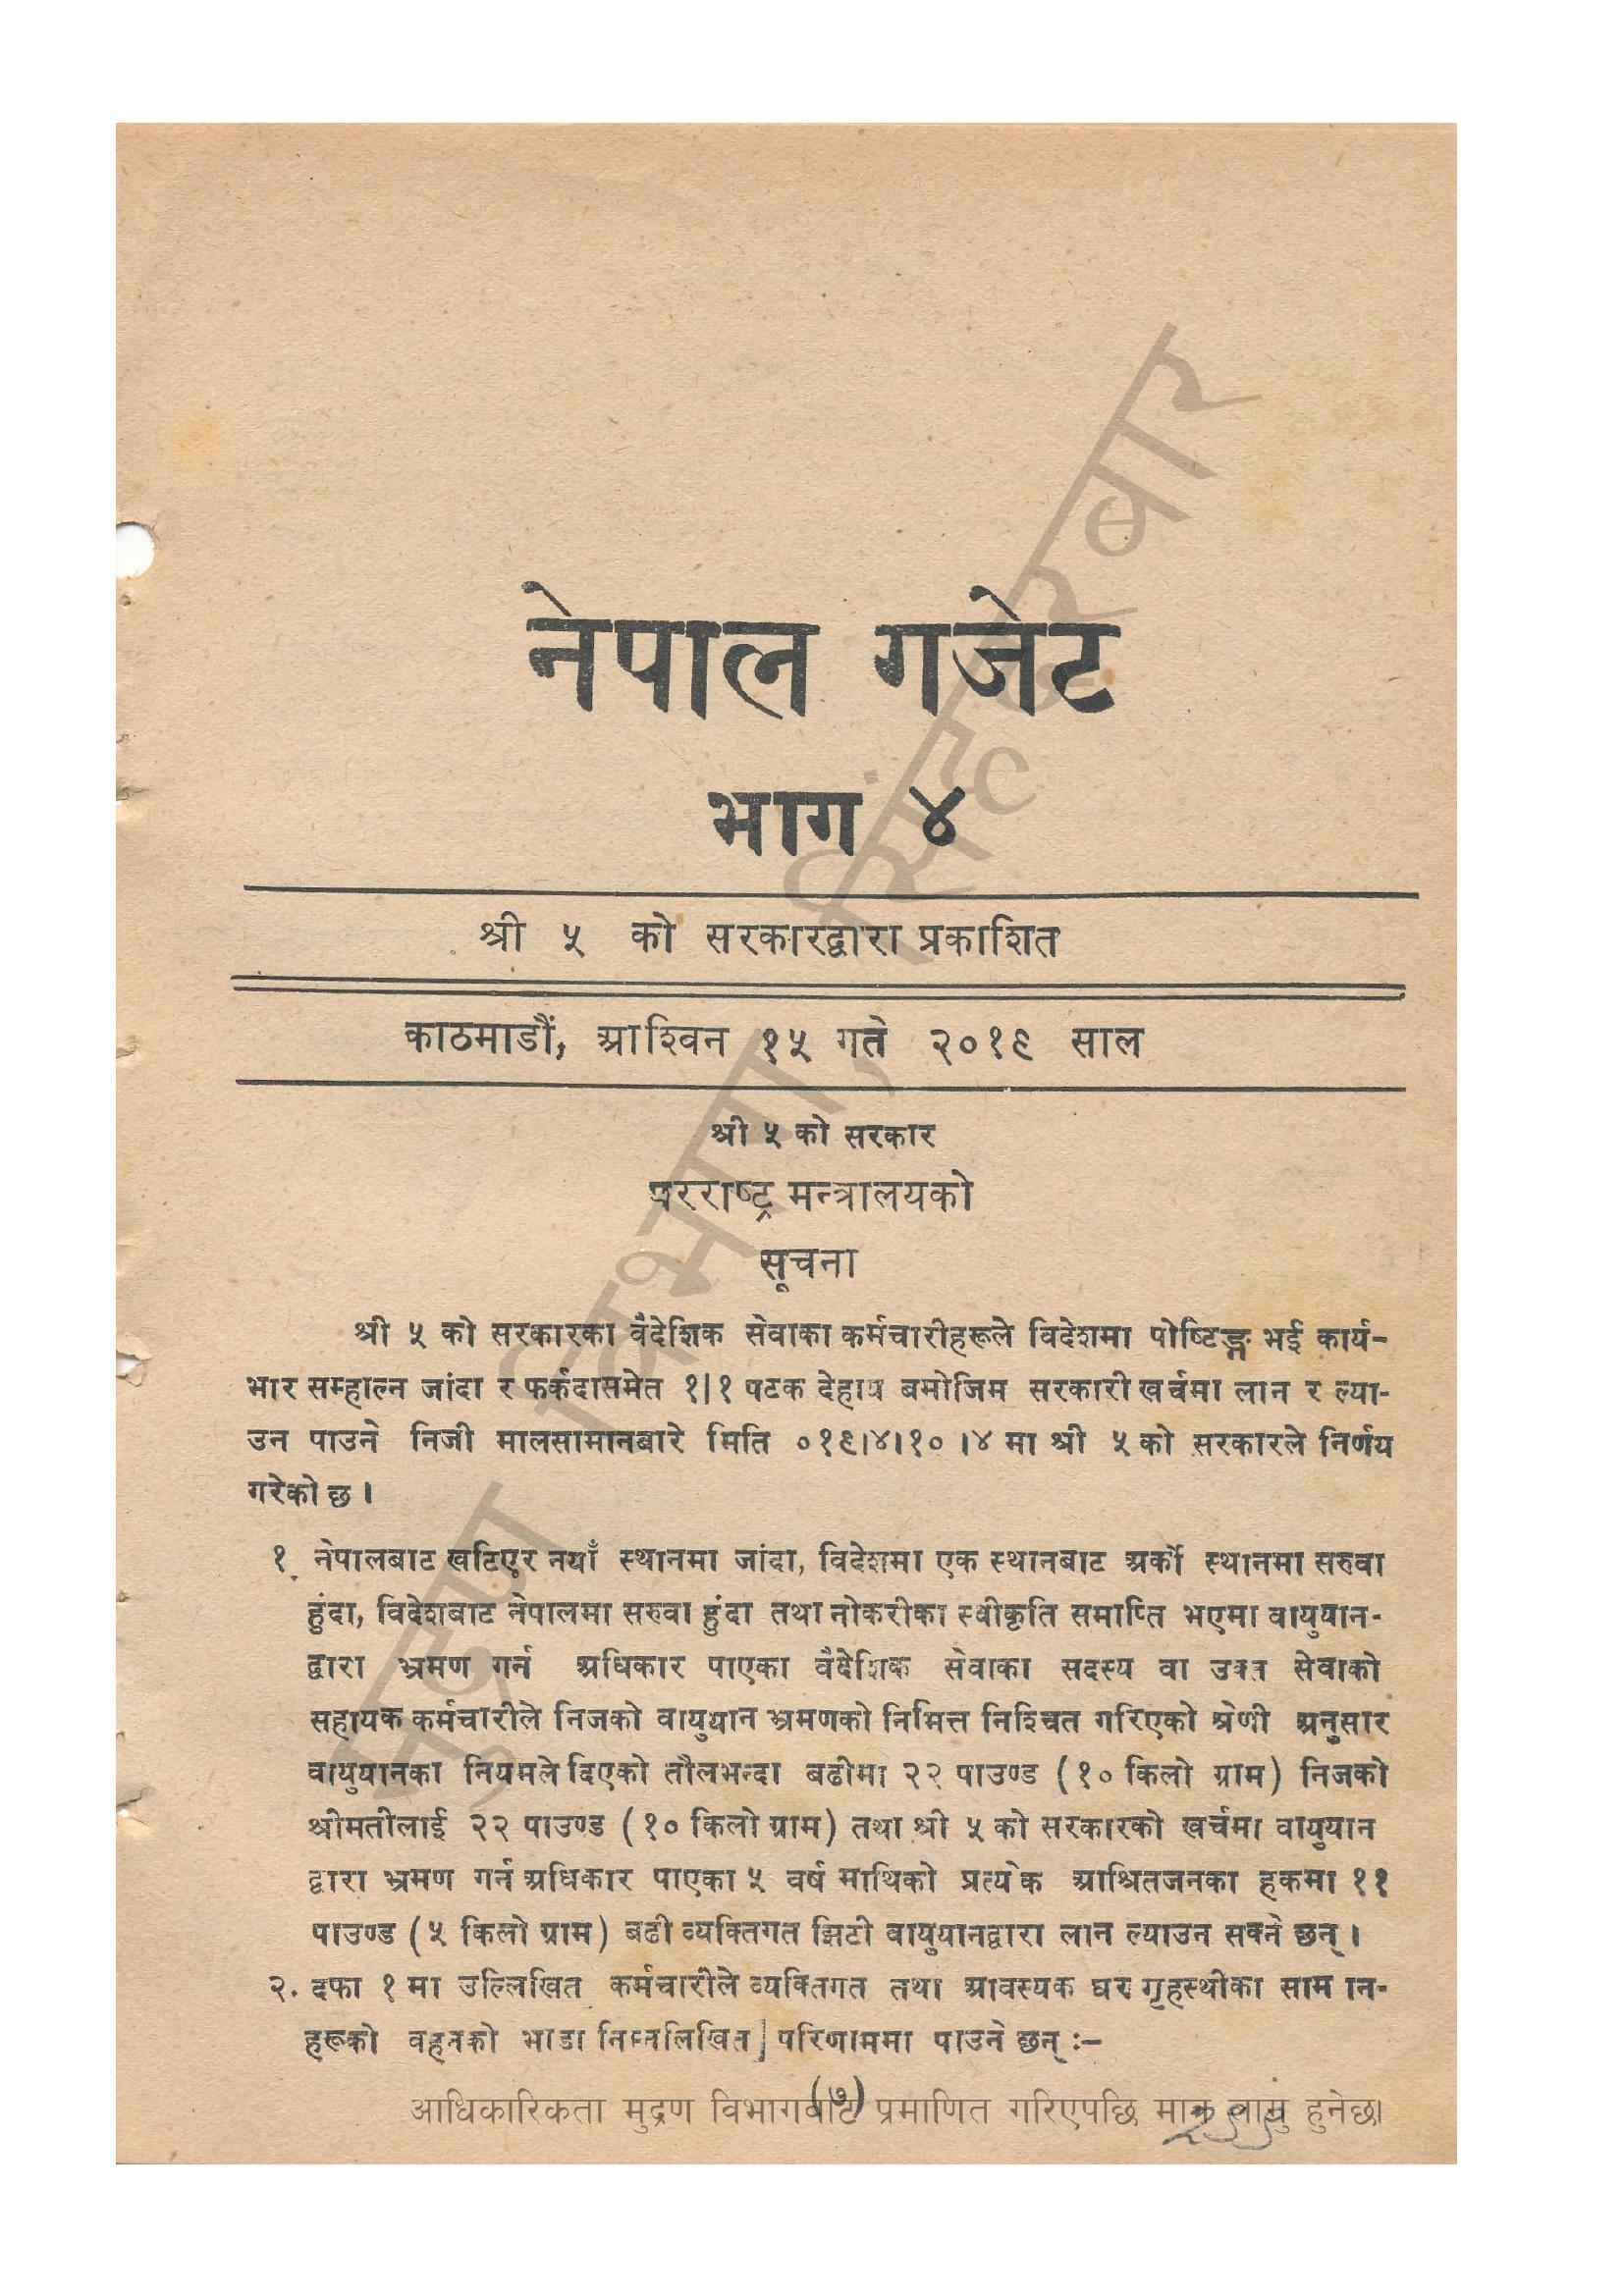 नेपाल गजेट
भाग ४
श्री ५ को सरकारद्वारा प्रकाशित
काठमाडौं, आश्विन १५ गते २०१९ साल
श्री ५ को सरकार
परराष्ट्र मन्त्रालयको
सूचना
श्री ५ को सरकारका वैदेशिक सेवाका कर्मचारीहरूले विदेशमा पोष्टिङ्ग भई कार्य-
भार सम्हाल्न जांदा र फर्कदासमेत १।१ पटक देहाय बमोजिम सरकारी खर्चमा लान र ल्या-
उन पाउने निजी मालसामानबारे मिति ०१९।४।१०।४ मा श्री ५ को सरकारले निर्णय
गरेको छ ।
१. नेपालबाट खटिएर नयाँ स्थानमा जांदा, विदेशमा एक स्थानबाट अर्को स्थानमा सरुवा
हुंदा, विदेशबाट नेपालमा सरुवा हुंदा तथा नोकरीका स्वीकृति समाप्ति भएमा वायुयान-
द्वारा भ्रमण गर्न अधिकार पाएका वैदेशिक सेवाका सदस्य वा उक्त सेवाको
सहायक कर्मचारीले निजको वायुयान भ्रमणको निमित्त निश्चित गरिएको श्रेणी अनुसार
वायुयानका नियमले दिएको तौलभन्दा बढीमा २२ पाउण्ड (१० किलो ग्राम) निजको
श्रीमतीलाई २२ पाउण्ड (१० किलो ग्राम) तथा श्री ५ को सरकारको खर्चमा वायुयान
द्वारा भ्रमण गर्न अधिकार पाएका ५ वर्ष माथिको प्रत्येक आश्रितजनका हकमा ११
पाउण्ड (५ किलो ग्राम) बढी व्यक्तिगत झिटी वायुयानद्वारा लान ल्याउन सक्ने छन् ।
२. दफा १ मा उल्लिखित कर्मचारीले व्यक्तिगत तथा आवस्यक घर गृहस्थीका सामान-
हरूको वहनको भाडा निम्नलिखित परिणाममा पाउने छन् :-
(७)
आधिकारिकता मुद्रण विभागबाट प्रमाणित गरिएपछि मात्र लागु हुनेछ।
मुद्रण विभाग, सिंहदरबार